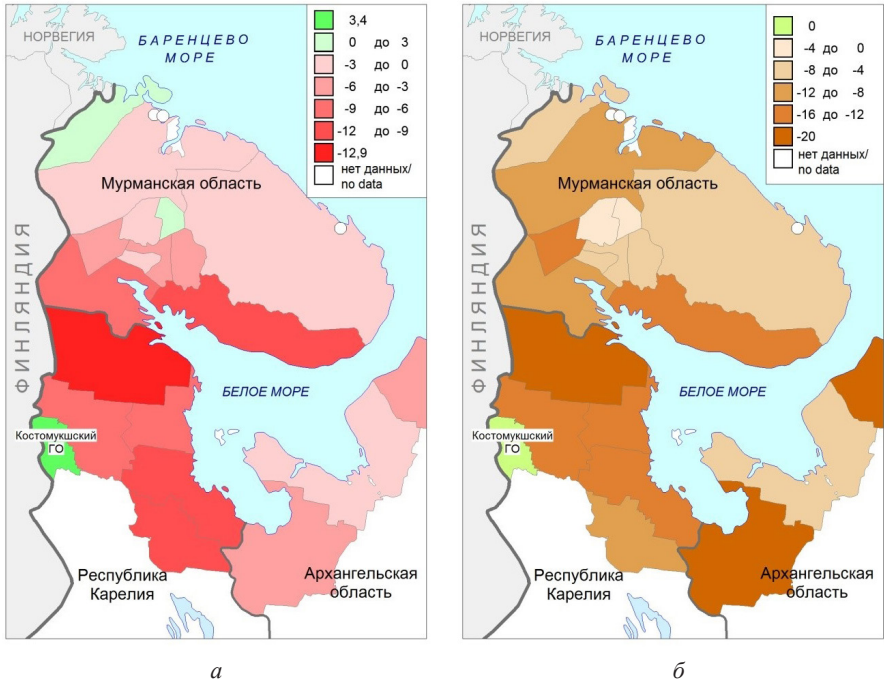 НОРВЕГИЯ
БАРЕНЦЕВО
МОРЕ
3,4
0 до 3
-3 до 0
-6 до -3
-9 до -6
-12 до -9
-12,9
нет данных/
no data
Мурманская область
ФИНЛЯНДИЯ
БЕЛОЕ МОРЕ
Костомукшский
ГО
Республика
Карелия
Архангельская
область
а
НОРВЕГИЯ
БАРЕНЦЕВО
МОРЕ
0
-4 до 0
-8 до -4
-12 до -8
-16 до -12
-20
нет данных/
no data
Мурманская область
ФИНЛЯНДИЯ
БЕЛОЕ МОРЕ
Костомукшский
ГО
Республика
Карелия
Архангельская
область
б